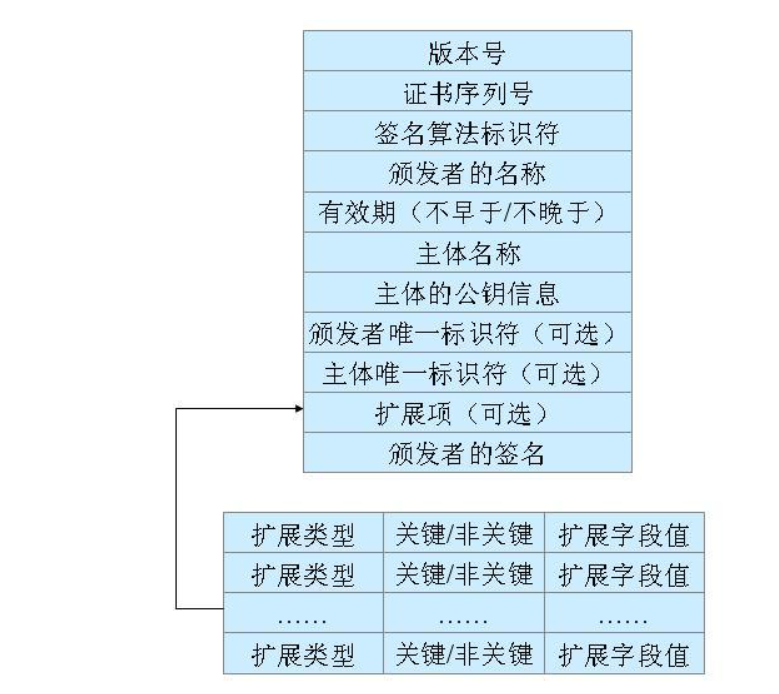 版本号
证书序列号
签名算法标识符
颁发者的名称
有效期（不早于/不晚于）
主体名称
主体的公钥信息
颁发者唯一标识符（可选）
主体唯一标识符（可选）
扩展项（可选）
颁发者的签名
扩展类型 关键/非关键 扩展字段值
扩展类型 关键/非关键 扩展字段值
…… …… ……
扩展类型 关键/非关键 扩展字段值